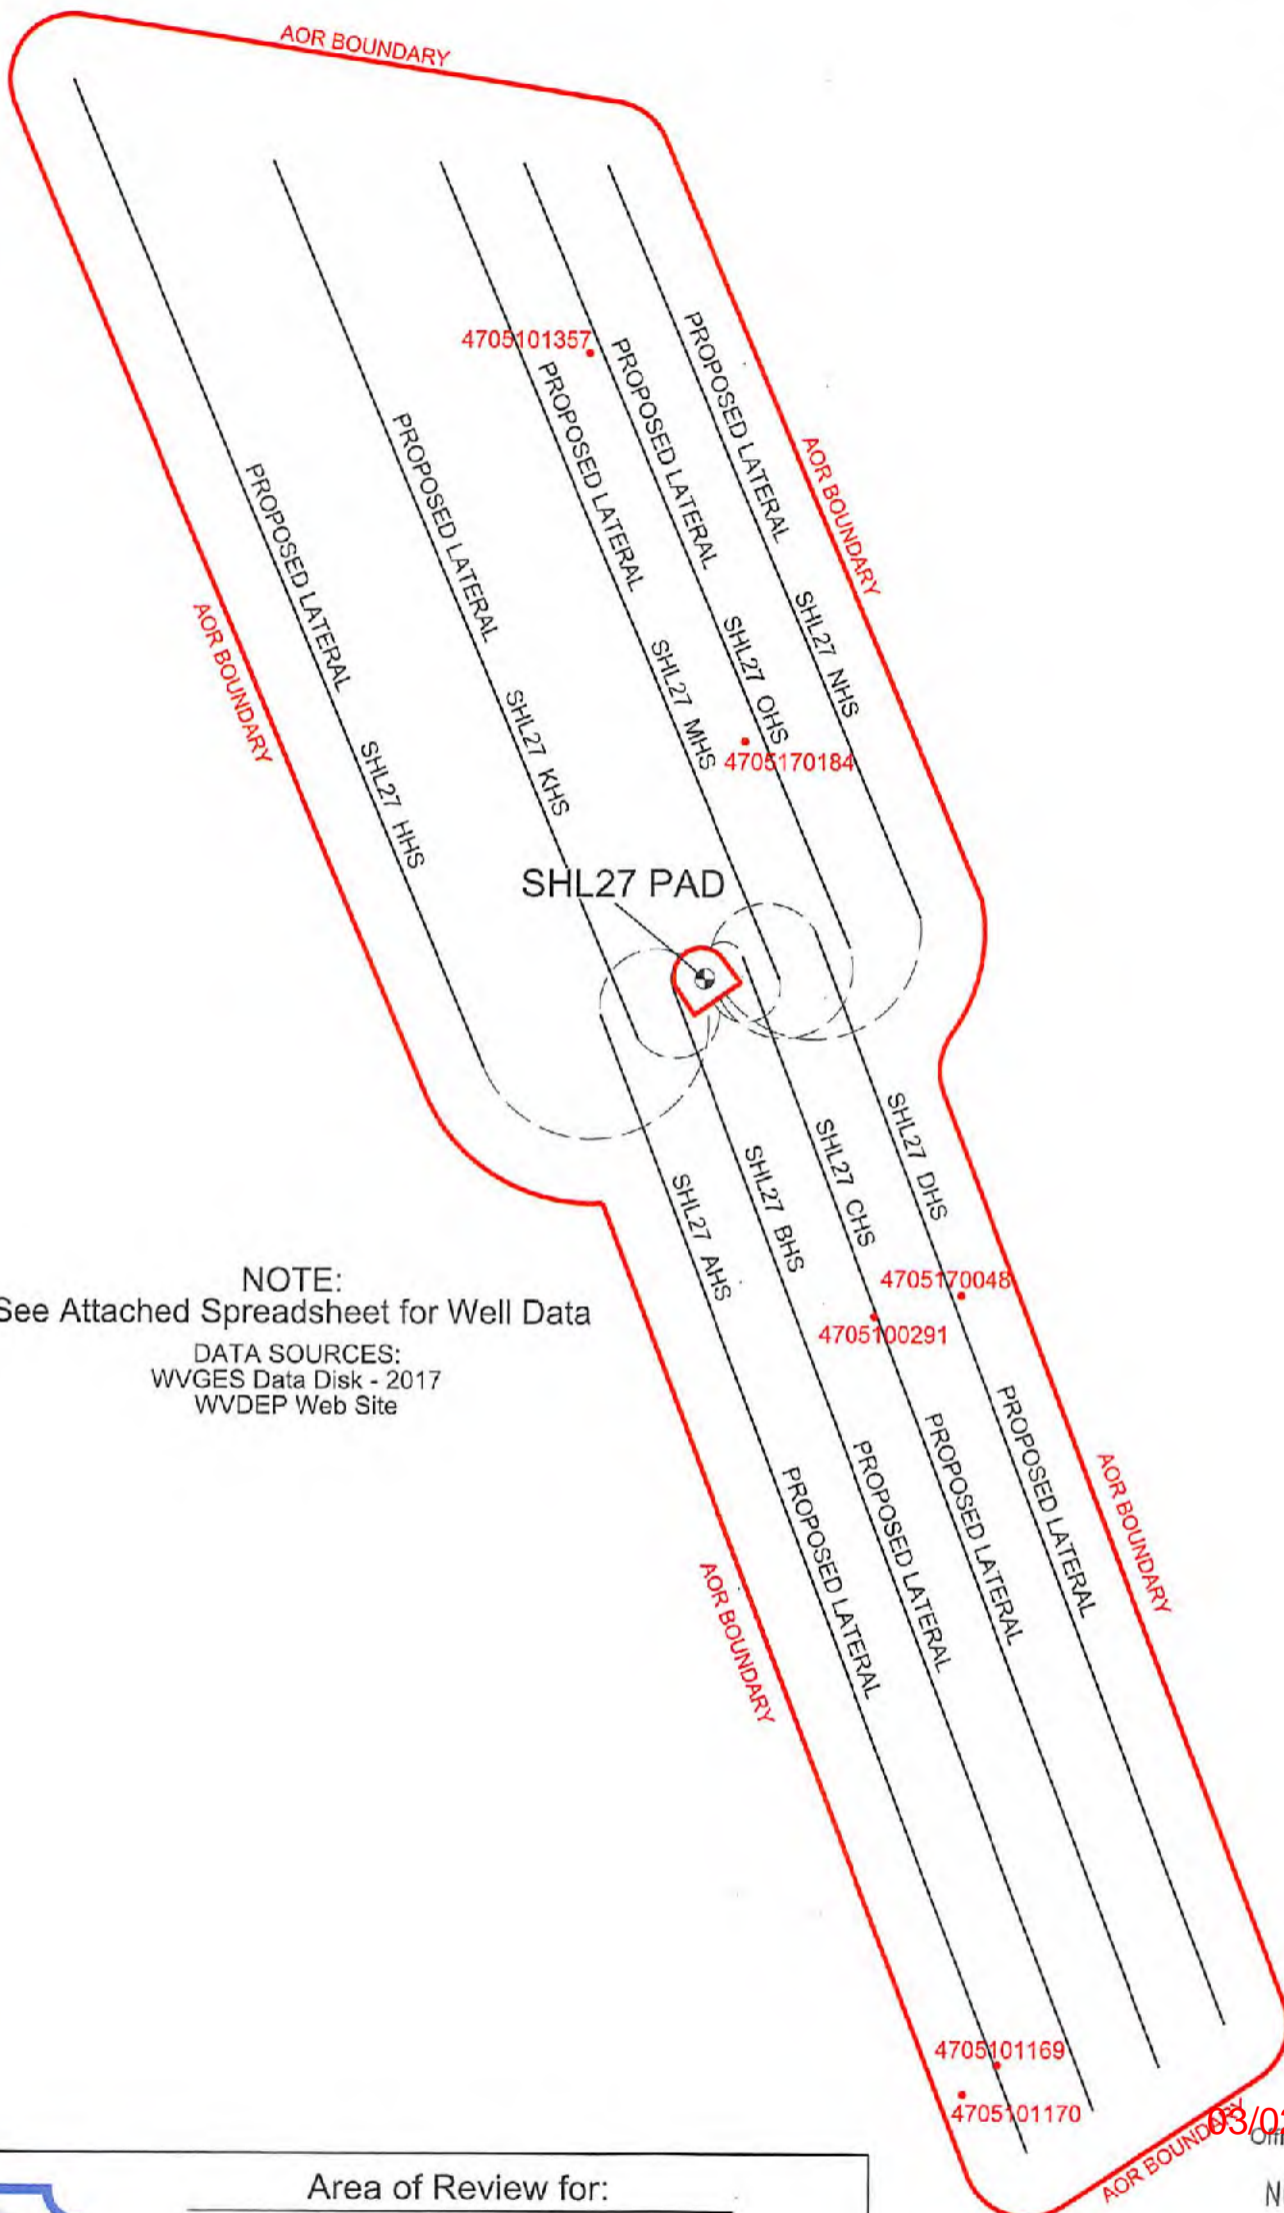 AOR BOUNDARY
4705101357
PROPOSED LATERAL
PROPOSED LATERAL
PROPOSED LATERAL
PROPOSED LATERAL
PROPOSED LATERAL
AOR BOUNDARY
AOR BOUNDARY
SHL27 HHS
SHL27 KHS
SHL27 MHS
SHL27 OHS
SHL27 NHS
4705170184
SHL27 PAD
SHL27 AHS
SHL27 BHS
SHL27 CHS
SHL27 DHS
4705170048
4705100291
NOTE:
See Attached Spreadsheet for Well Data
DATA SOURCES:
WVGES Data Disk - 2017
WVDEP Web Site
PROPOSED LATERAL
PROPOSED LATERAL
PROPOSED LATERAL
PROPOSED LATERAL
AOR BOUNDARY
AOR BOUNDARY
4705101169
4705101170
AOR BOUNDARY
Area of Review for: